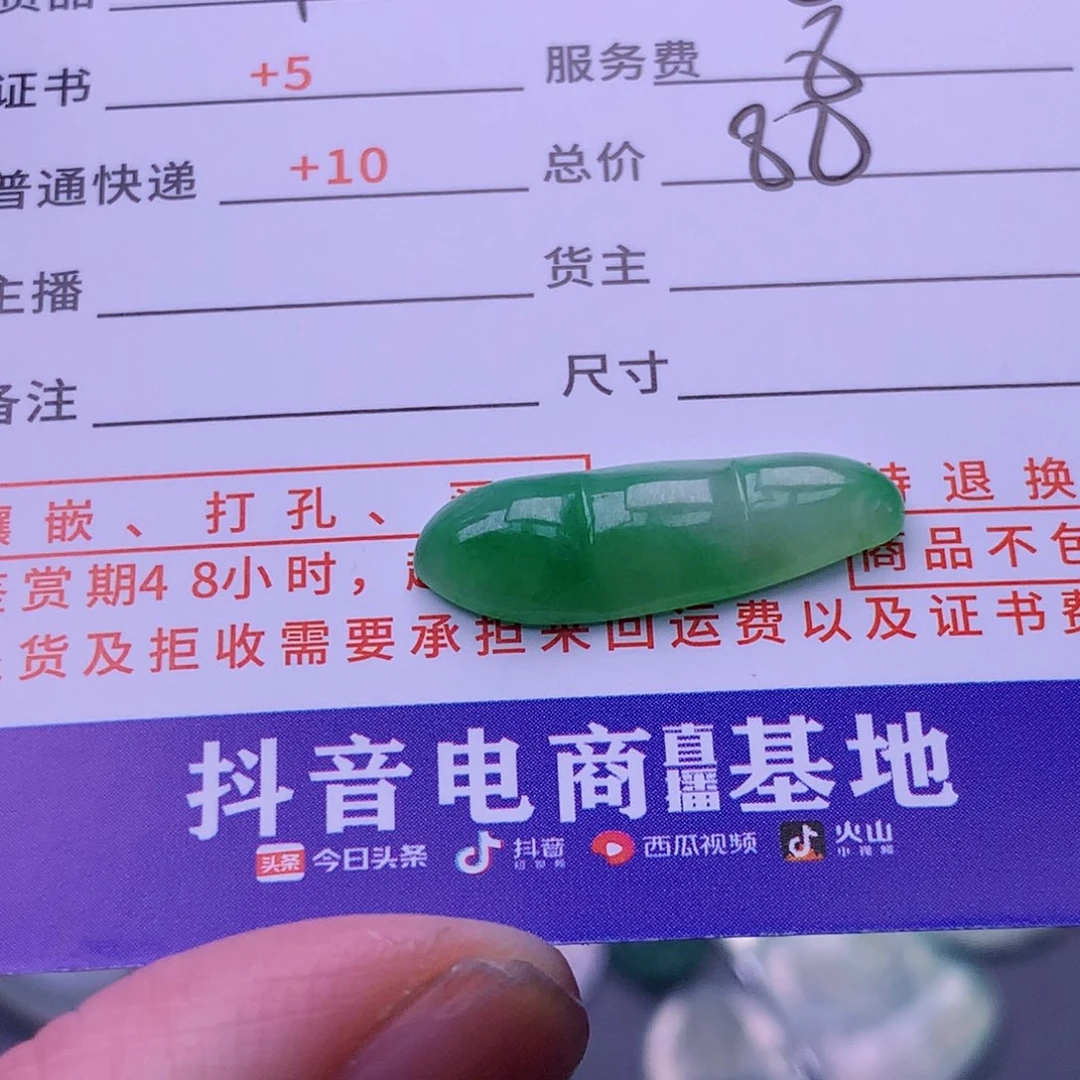 证书 +5 服务费 8
普通快递 +10 总价 80
主播 货主
备注 尺寸
镶嵌、打孔、 退换
鉴赏期48小时，
货及拒收需要承担来回运费以及证书费
商品不包
抖音电商直播基地
头条 今日头条 抖音 西瓜视频 火山